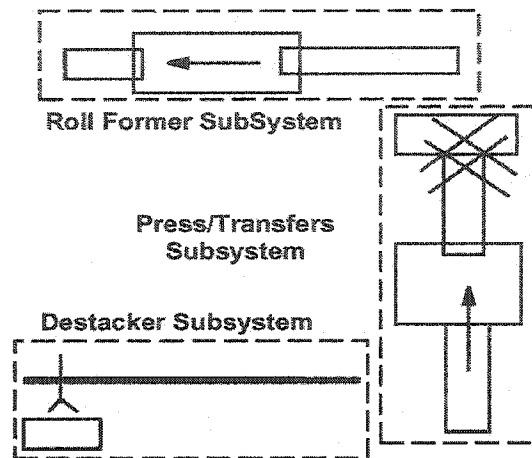 Roll Former SubSystem
Press/Transfers
Subsystem
Destacker Subsystem